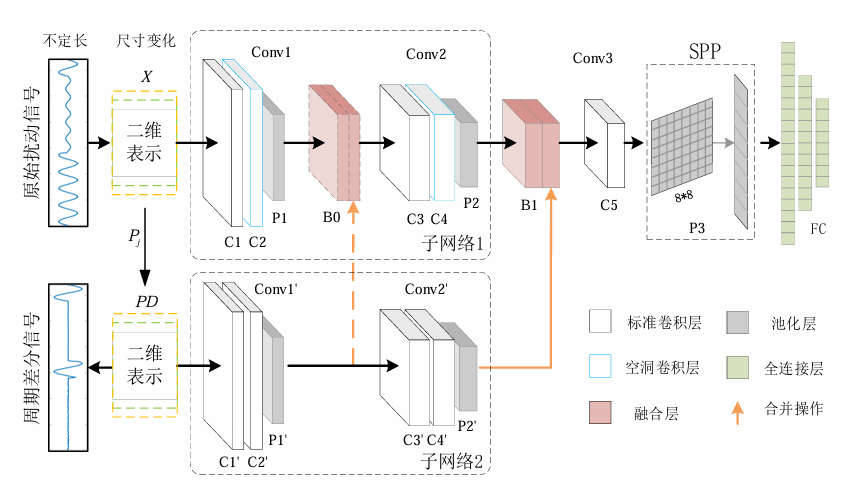 不定长
尺寸变化
Conv1
Conv2
Conv3
SPP
原始扰动信号
X
二维
表示
P1
B0
P2
B1
C5
8*8
P3
FC
C1
C2
C3
C4
子网络1
Pj
周期差分信号
PD
二维
表示
Conv1'
Conv2'
P1'
P2'
C1'
C2'
C3'
C4'
子网络2
标准卷积层
池化层
空洞卷积层
全连接层
融合层
合并操作